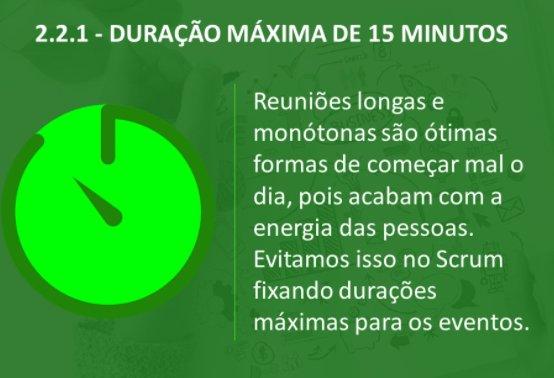 2.2.1 - DURAÇÃO MÁXIMA DE 15 MINUTOS
Reuniões longas e
monótonas são ótimas
formas de começar mal o
dia, pois acabam com a
energia das pessoas.
Evitamos isso no Scrum
fixando durações
máximas para os eventos.